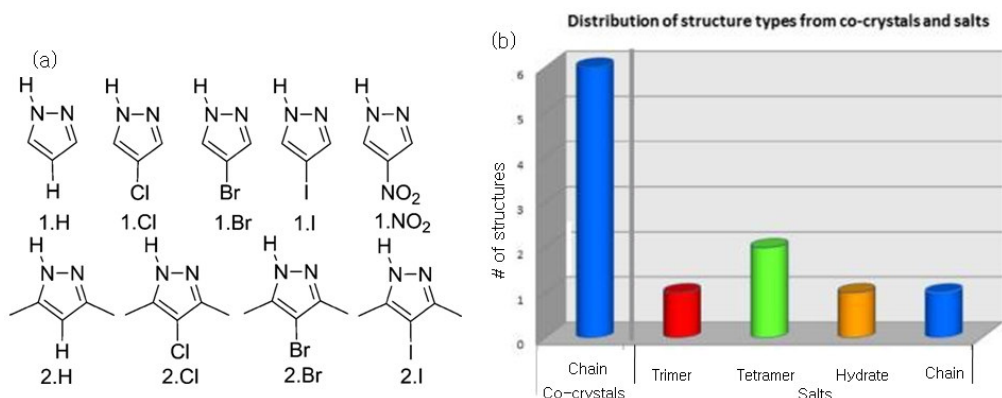 (a)
H H H H H
N−N N−N N−N N−N N−N
H Cl Br I NO2
1.H 1.Cl 1.Br 1.I 1.NO2
H H H H
N−N N−N N−N N−N
H Cl Br I
2.H 2.Cl 2.Br 2.I
(b)
Distribution of structure types from co-crystals and salts
# of structures
6
5
4
3
2
1
0
Chain Trimer Tetramer Hydrate Chain
Co-crystals Salts